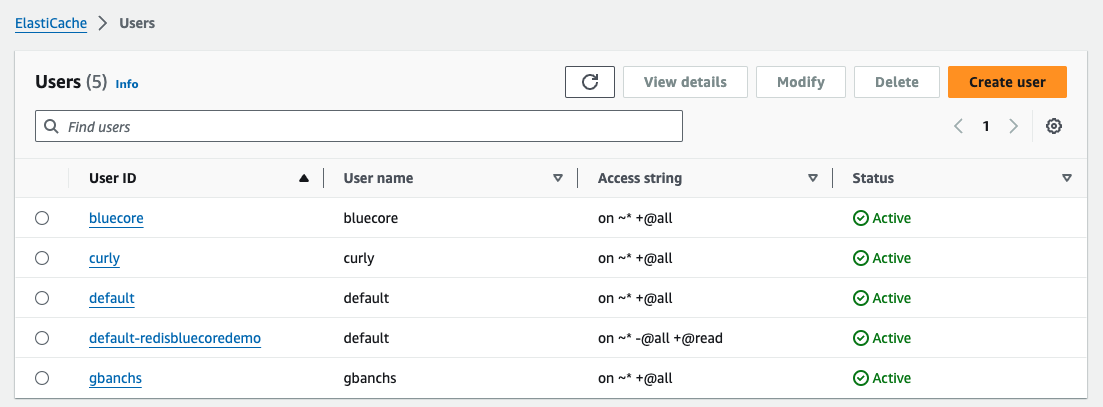 ElastiCache > Users
Users (5) Info View details Modify Delete Create user
Find users 1
User ID User name Access string Status
bluecore bluecore on ~* +@all Active
curly curly on ~* +@all Active
default default on ~* +@all Active
default-redisbluecoredemo default on ~* -@all +@read Active
gbanchs gbanchs on ~* +@all Active